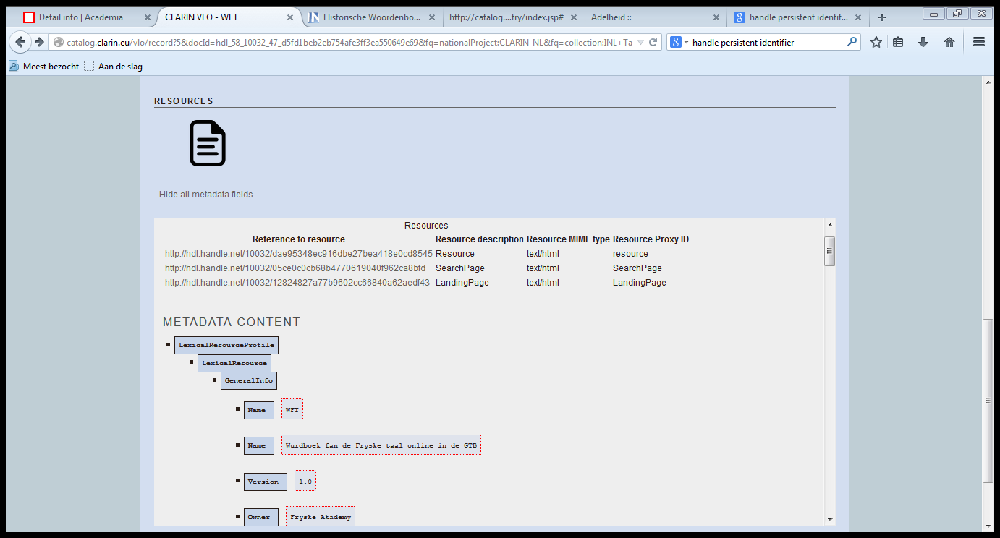 Detail info | Academia
CLARIN VLO - WFT
Historische Woordenbo...
http://catalog....try/index.jsp#
Adelheid ::
handle persistent identif...
catalog.clarin.eu/vlo/record?5&docId=hdl_58_10032_47_d5fd1beb2eb754afe3ff3ea550649e69&fq=nationalProject:CLARIN-NL&fq=collection:INL+Ta
handle persistent identifier
Meest bezocht
Aan de slag
RESOURCES
- Hide all metadata fields
Resources
Reference to resource Resource description Resource MIME type Resource Proxy ID
http://hdl.handle.net/10032/dae95348ec916dbe27bea418e0cd8545 Resource text/html resource
http://hdl.handle.net/10032/05ce0c0cb68b4770619040f962ca8bfd SearchPage text/html SearchPage
http://hdl.handle.net/10032/12824827a77b9602cc66840a62aedf43 LandingPage text/html LandingPage
METADATA CONTENT
LexicalResourceProfile
LexicalResource
GeneralInfo
Name WFT
Name Wurdboek fan de Fryske taal online in de GTB
Version 1.0
Owner Fryske Akademy